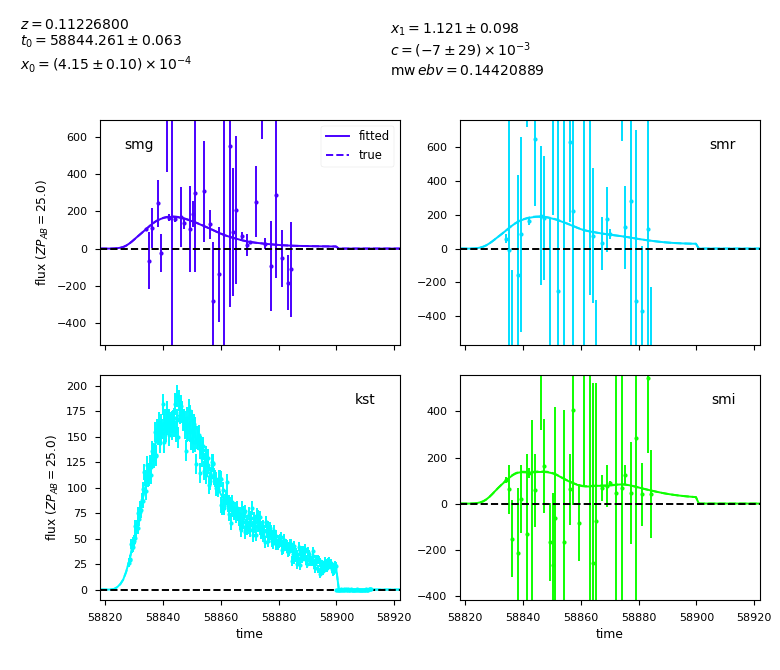 z = 0.11226800
t₀ = 58844.261 ± 0.063
x₀ = (4.15 ± 0.10) × 10⁻⁴
x₁ = 1.121 ± 0.098
c = (−7 ± 29) × 10⁻³
mw ebv = 0.14420889
smg
fitted
true
600
400
200
0
−200
−400
flux (ZP_AB = 25.0)
smr
600
400
200
0
−200
−400
kst
200
175
150
125
100
75
50
25
0
flux (ZP_AB = 25.0)
58820 58840 58860 58880 58900 58920
time
smi
400
200
0
−200
−400
58820 58840 58860 58880 58900 58920
time